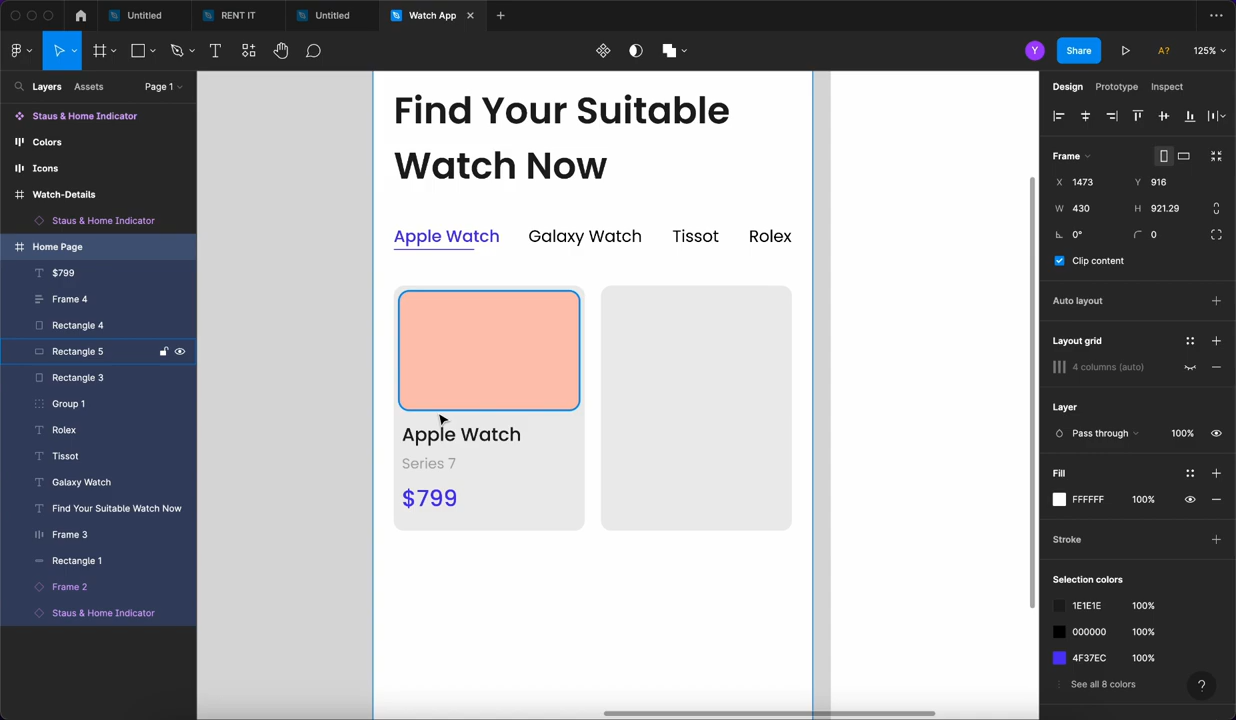 Untitled
RENT IT
Untitled
Watch App
Share
A?
125%
Y
Layers
Assets
Page 1
Staus & Home Indicator
Colors
Icons
Watch-Details
Staus & Home Indicator
Home Page
$799
Frame 4
Rectangle 4
Rectangle 5
Rectangle 3
Group 1
Rolex
Tissot
Galaxy Watch
Find Your Suitable Watch Now
Frame 3
Rectangle 1
Frame 2
Staus & Home Indicator
Find Your Suitable
Watch Now
Apple Watch
Galaxy Watch
Tissot
Rolex
Apple Watch
Series 7
$799
Design
Prototype
Inspect
Frame
X 1473
Y 916
W 430
H 921.29
0°
0
Clip content
Auto layout
Layout grid
4 columns (auto)
Layer
Pass through
100%
Fill
FFFFFF
100%
Stroke
Selection colors
1E1E1E
100%
000000
100%
4F37EC
100%
See all 8 colors
?